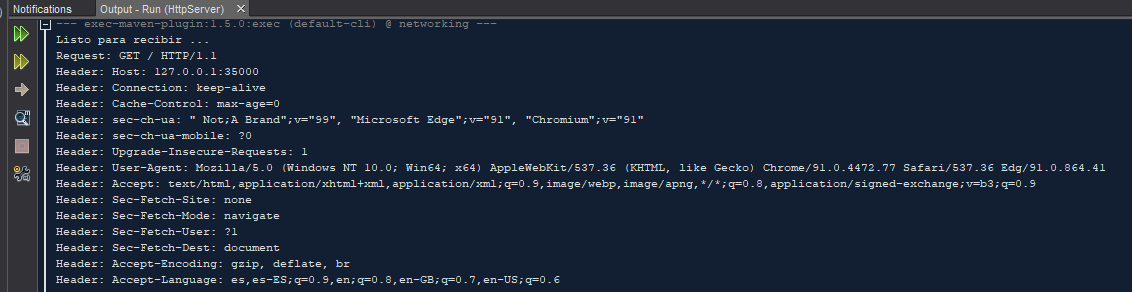 Notifications Output - Run (HttpServer)
--- exec-maven-plugin:1.5.0:exec (default-cli) @ networking ---
Listo para recibir ...
Request: GET / HTTP/1.1
Header: Host: 127.0.0.1:35000
Header: Connection: keep-alive
Header: Cache-Control: max-age=0
Header: sec-ch-ua: " Not;A Brand";v="99", "Microsoft Edge";v="91", "Chromium";v="91"
Header: sec-ch-ua-mobile: ?0
Header: Upgrade-Insecure-Requests: 1
Header: User-Agent: Mozilla/5.0 (Windows NT 10.0; Win64; x64) AppleWebKit/537.36 (KHTML, like Gecko) Chrome/91.0.4472.77 Safari/537.36 Edg/91.0.864.41
Header: Accept: text/html,application/xhtml+xml,application/xml;q=0.9,image/webp,image/apng,*/*;q=0.8,application/signed-exchange;v=b3;q=0.9
Header: Sec-Fetch-Site: none
Header: Sec-Fetch-Mode: navigate
Header: Sec-Fetch-User: ?1
Header: Sec-Fetch-Dest: document
Header: Accept-Encoding: gzip, deflate, br
Header: Accept-Language: es,es-ES;q=0.9,en;q=0.8,en-GB;q=0.7,en-US;q=0.6